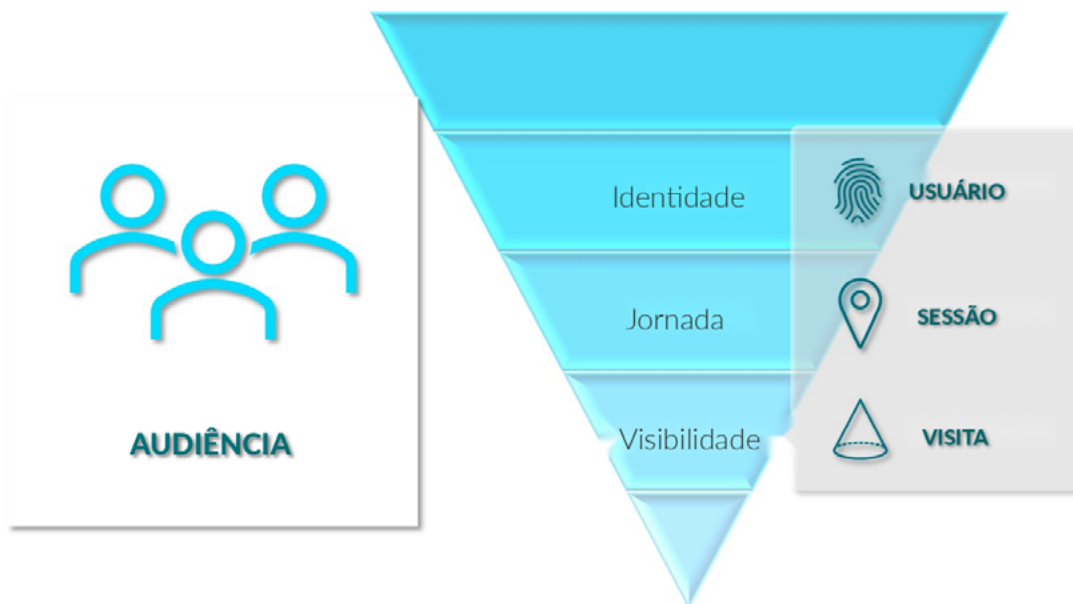 AUDIÊNCIA
Identidade
USUÁRIO
Jornada
SESSÃO
Visibilidade
VISITA